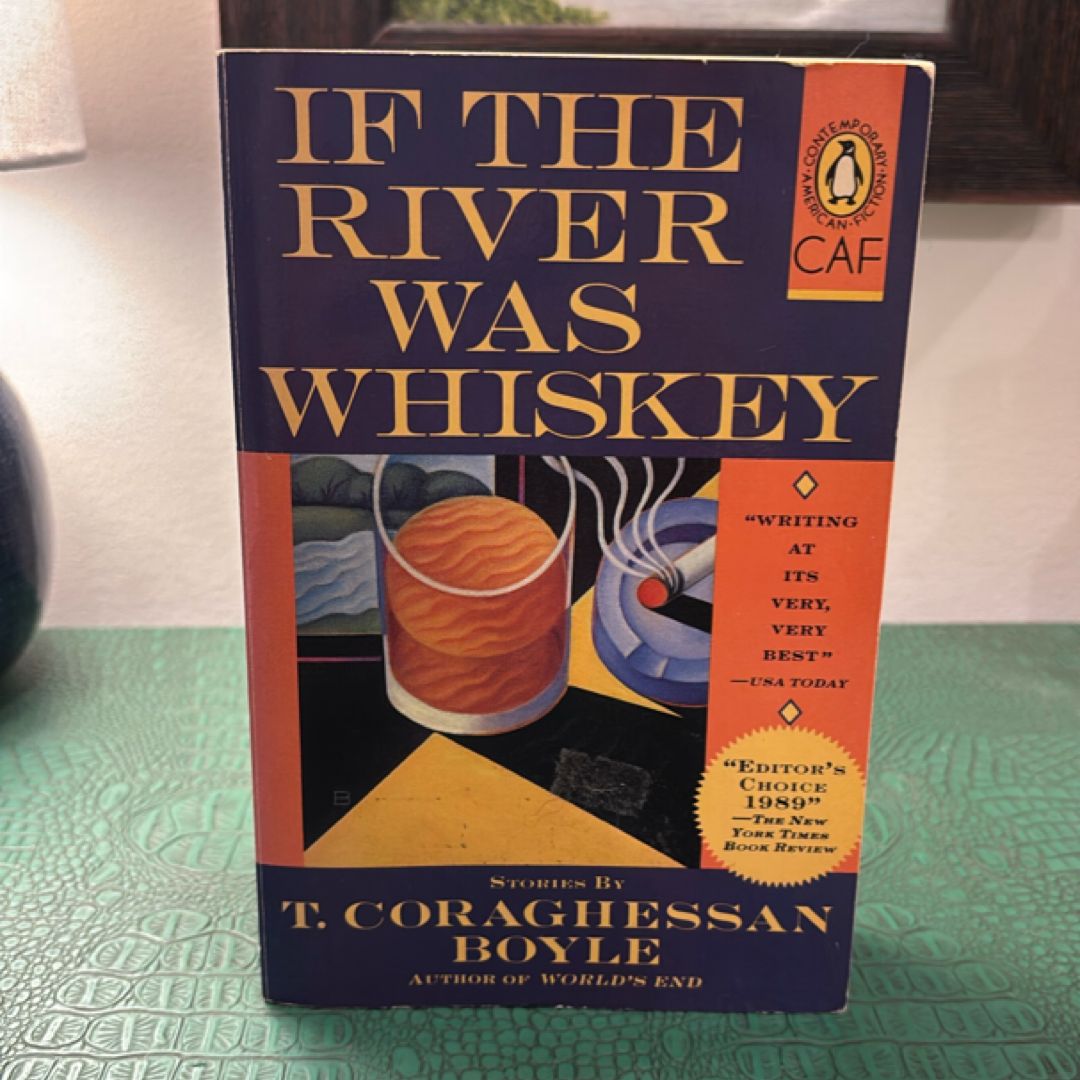 IF THE
RIVER
WAS
WHISKEY
·CONTEMPORARY·
AMERICAN·FICTION
CAF
“WRITING
AT
ITS
VERY,
VERY
BEST”
—USA TODAY
“EDITOR'S
CHOICE
1989”
—THE NEW
YORK TIMES
BOOK REVIEW
B
STORIES BY
T. CORAGHESSAN
BOYLE
AUTHOR OF WORLD'S END